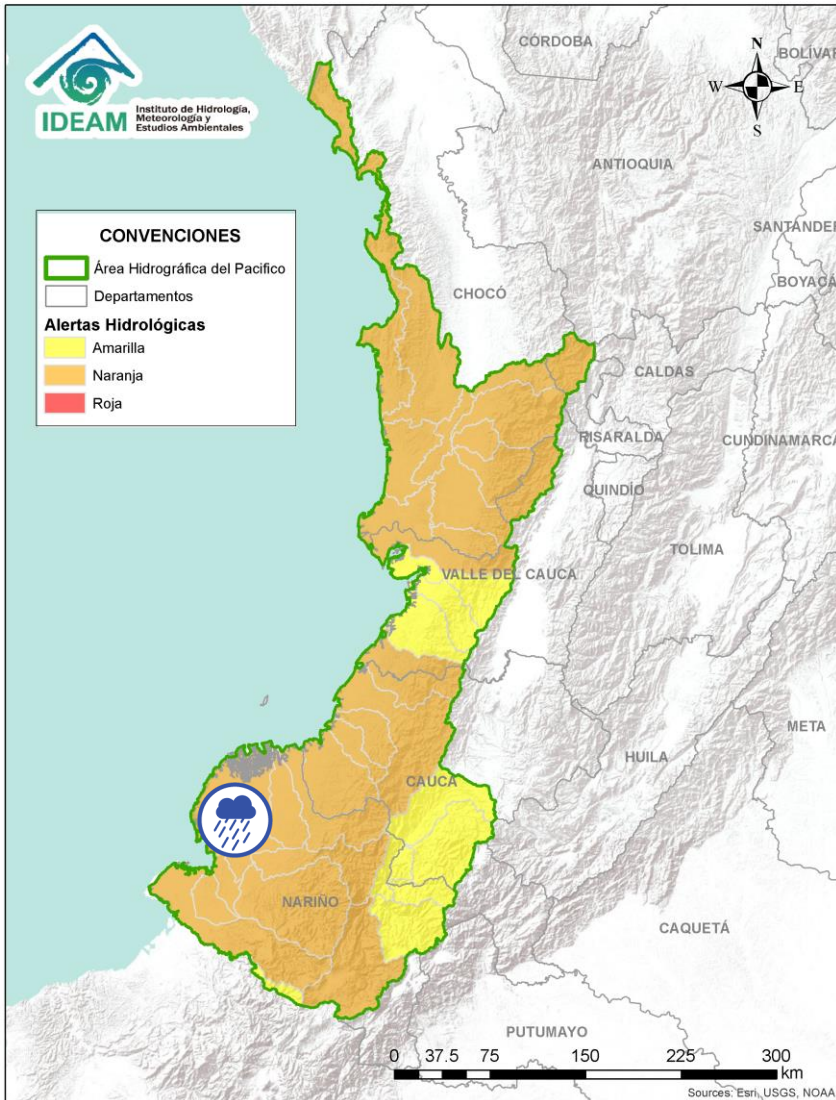 IDEAM
Instituto de Hidrología,
Meteorología y
Estudios Ambientales
CÓRDOBA
BOLÍVAR
N
W E
S
ANTIOQUIA
SANTANDER
BOYACÁ
CONVENCIONES
Área Hidrográfica del Pacifico
Departamentos
Alertas Hidrológicas
Amarilla
Naranja
Roja
CHOCÓ
CALDAS
RISARALDA
CUNDINAMARCA
QUINDÍO
TOLIMA
VALLE DEL CAUCA
META
HUILA
CAUCA
NARIÑO
CAQUETÁ
PUTUMAYO
0 37.5 75 150 225 300
km
Sources: Esri, USGS, NOAA